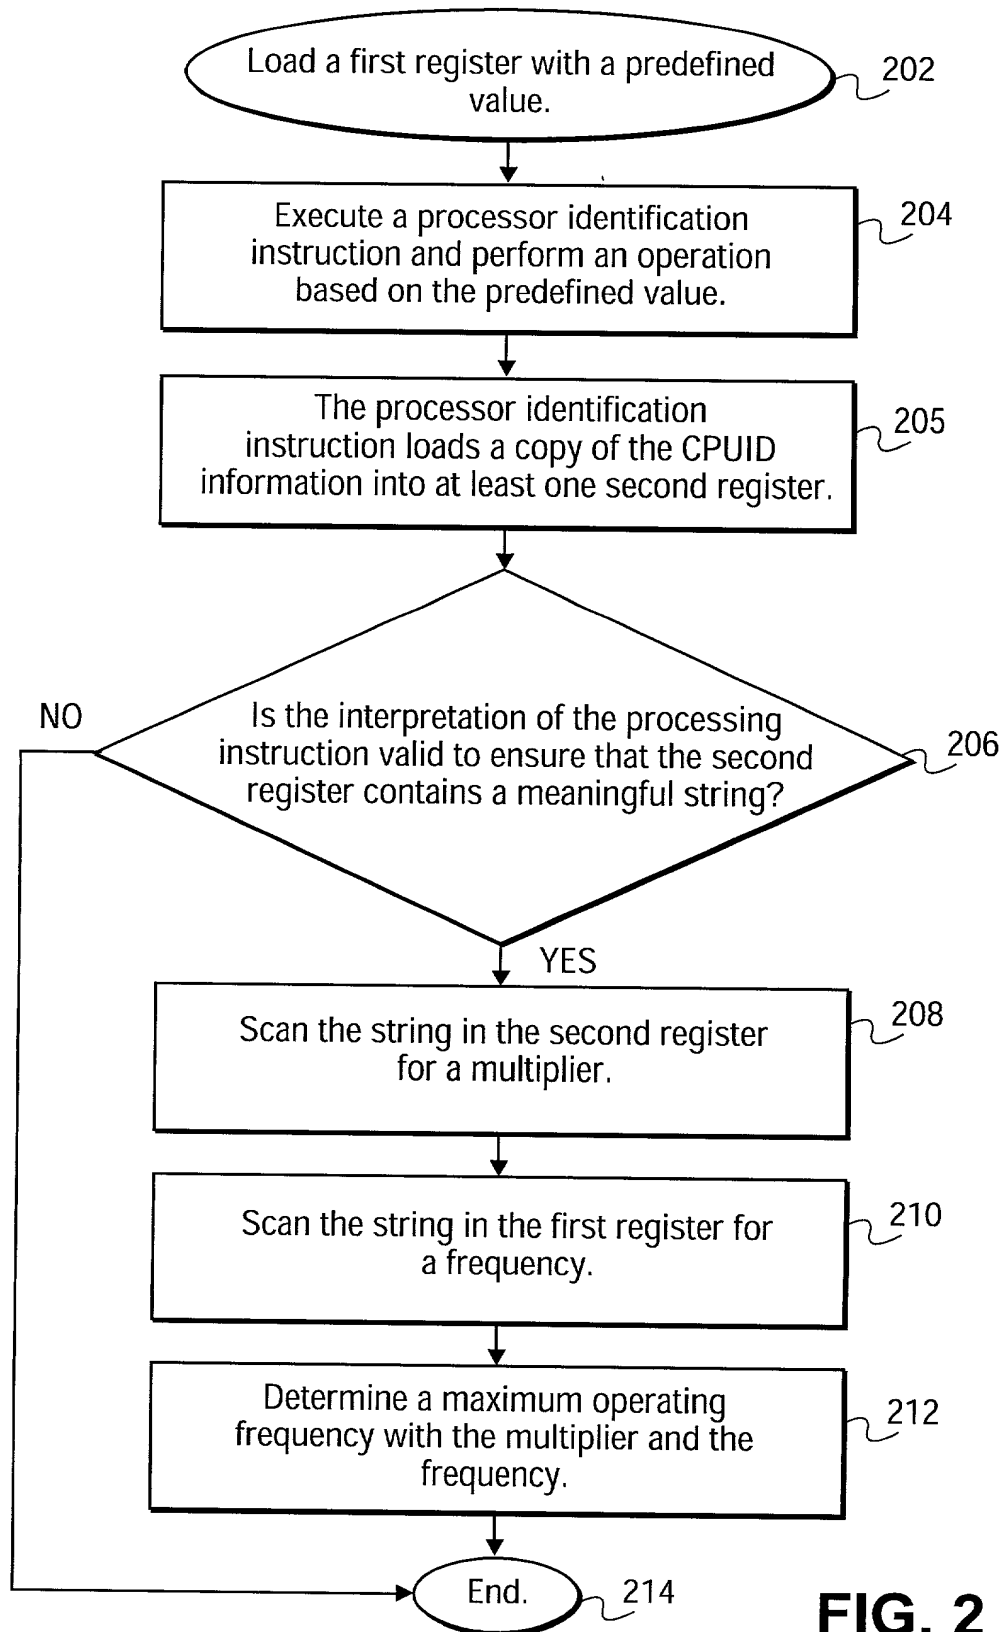 Load a first register with a predefined
value.
202
Execute a processor identification
instruction and perform an operation
based on the predefined value.
204
The processor identification
instruction loads a copy of the CPUID
information into at least one second register.
205
NO
Is the interpretation of the processing
instruction valid to ensure that the second
register contains a meaningful string?
206
YES
Scan the string in the second register
for a multiplier.
208
Scan the string in the first register for
a frequency.
210
Determine a maximum operating
frequency with the multiplier and the
frequency.
212
End.
214
FIG. 2